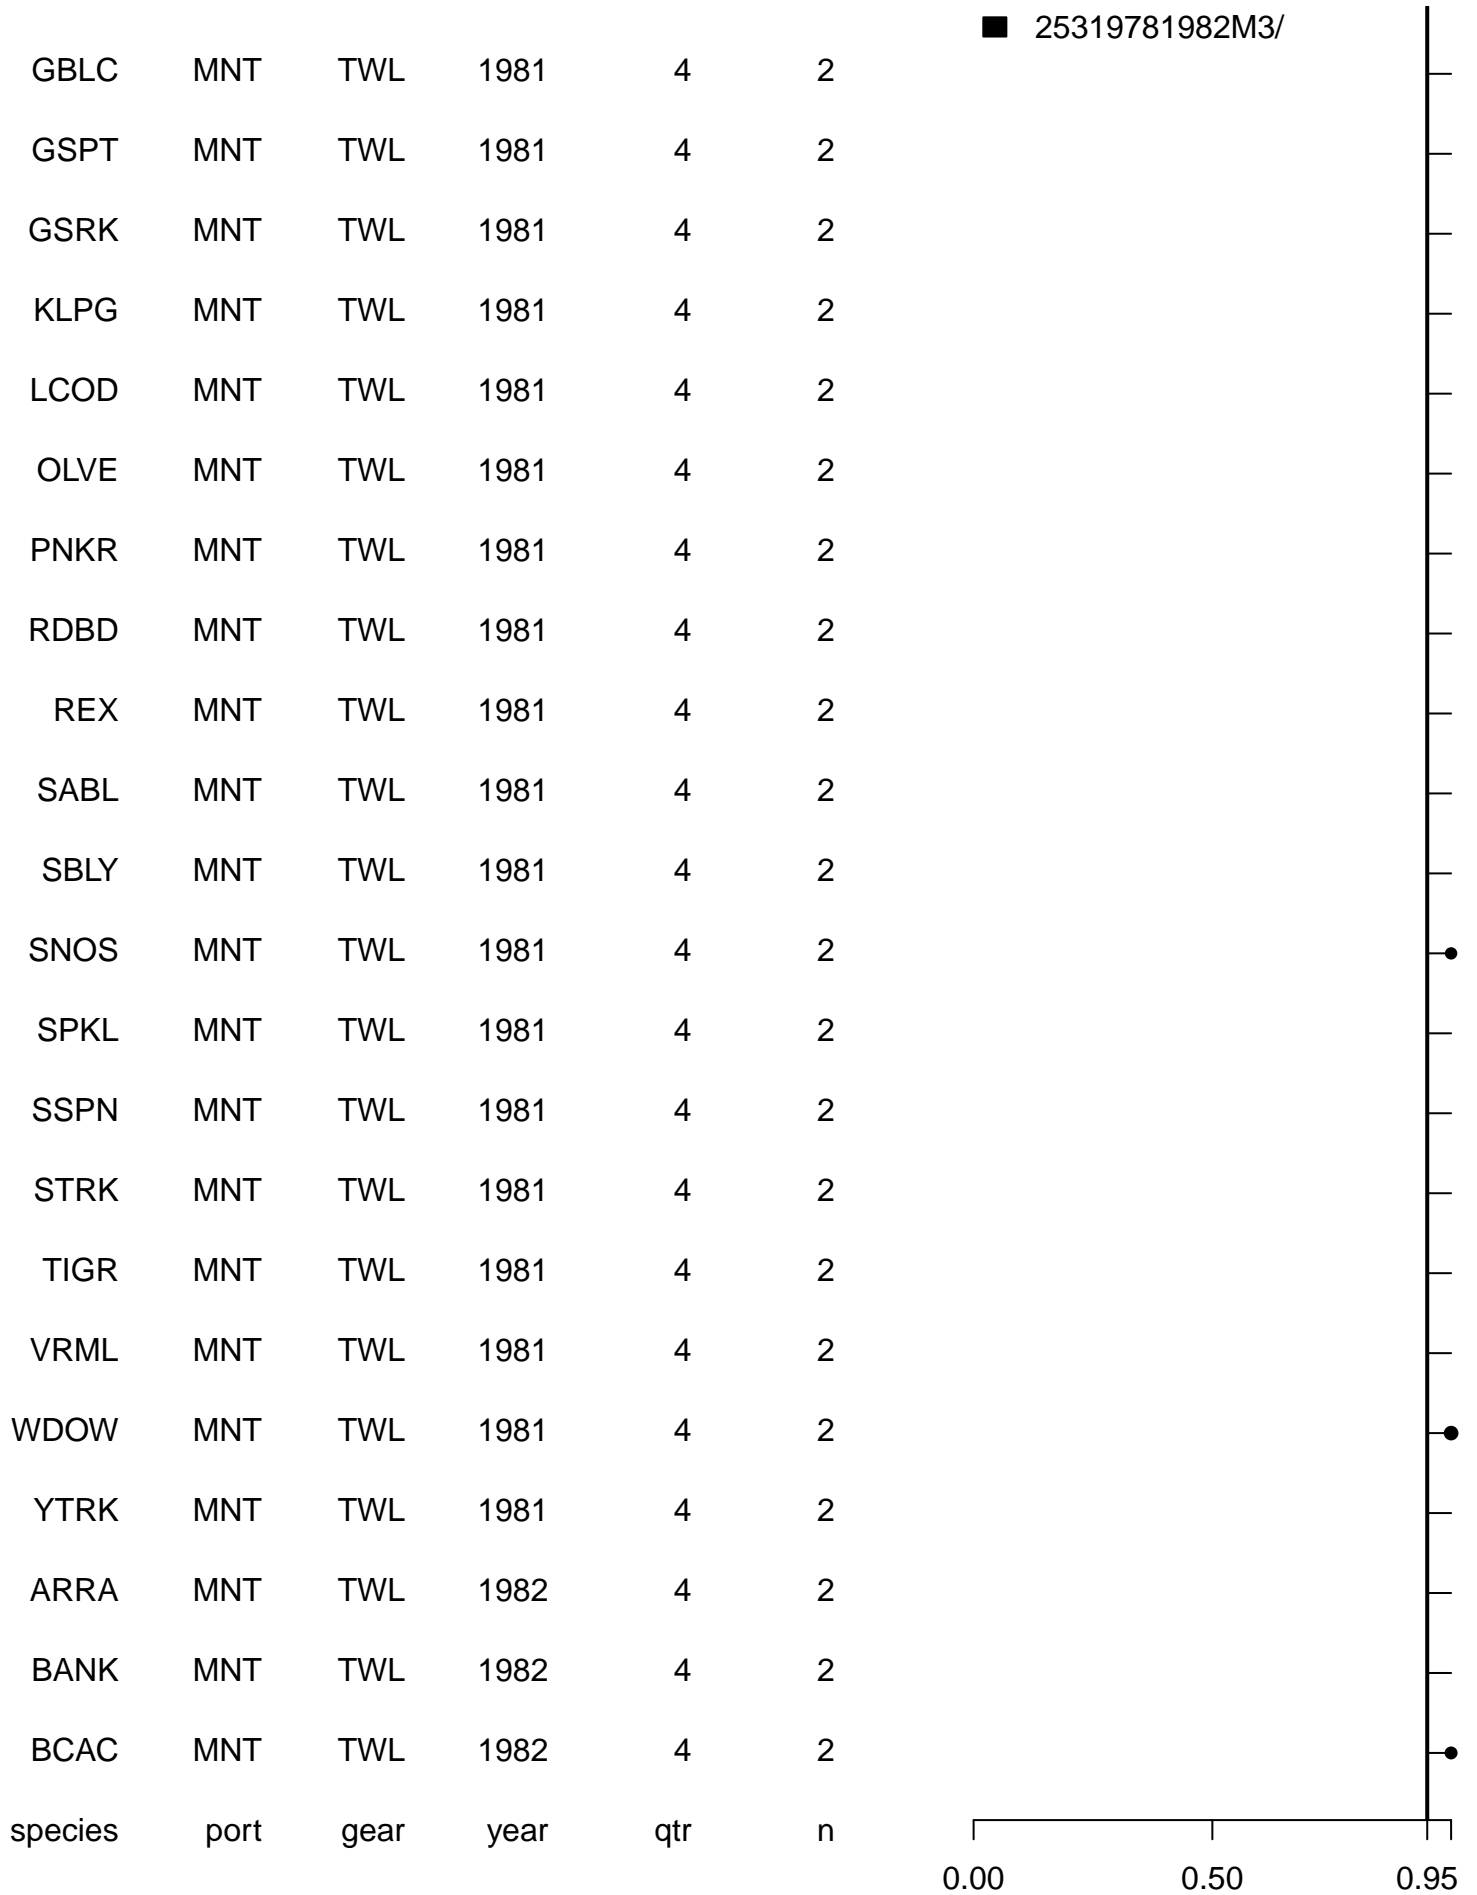 25319781982M3/
GBLC MNT TWL 1981 4 2
GSPT MNT TWL 1981 4 2
GSRK MNT TWL 1981 4 2
KLPG MNT TWL 1981 4 2
LCOD MNT TWL 1981 4 2
OLVE MNT TWL 1981 4 2
PNKR MNT TWL 1981 4 2
RDBD MNT TWL 1981 4 2
REX MNT TWL 1981 4 2
SABL MNT TWL 1981 4 2
SBLY MNT TWL 1981 4 2
SNOS MNT TWL 1981 4 2
SPKL MNT TWL 1981 4 2
SSPN MNT TWL 1981 4 2
STRK MNT TWL 1981 4 2
TIGR MNT TWL 1981 4 2
VRML MNT TWL 1981 4 2
WDOW MNT TWL 1981 4 2
YTRK MNT TWL 1981 4 2
ARRA MNT TWL 1982 4 2
BANK MNT TWL 1982 4 2
BCAC MNT TWL 1982 4 2
species port gear year qtr n
0.00 0.50 0.95